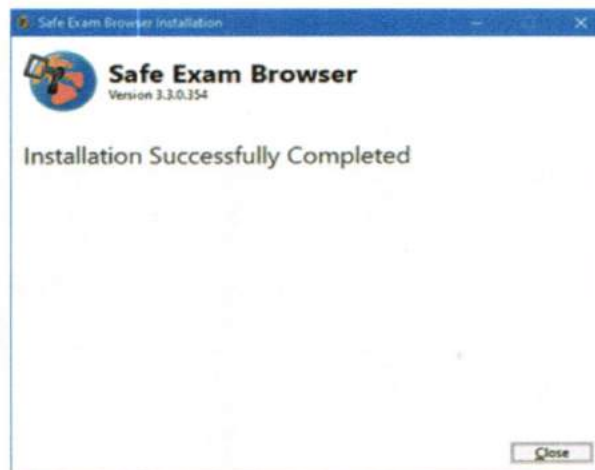 Safe Exam Browser Installation
Safe Exam Browser
Version 3.3.0.354
Installation Successfully Completed
Close